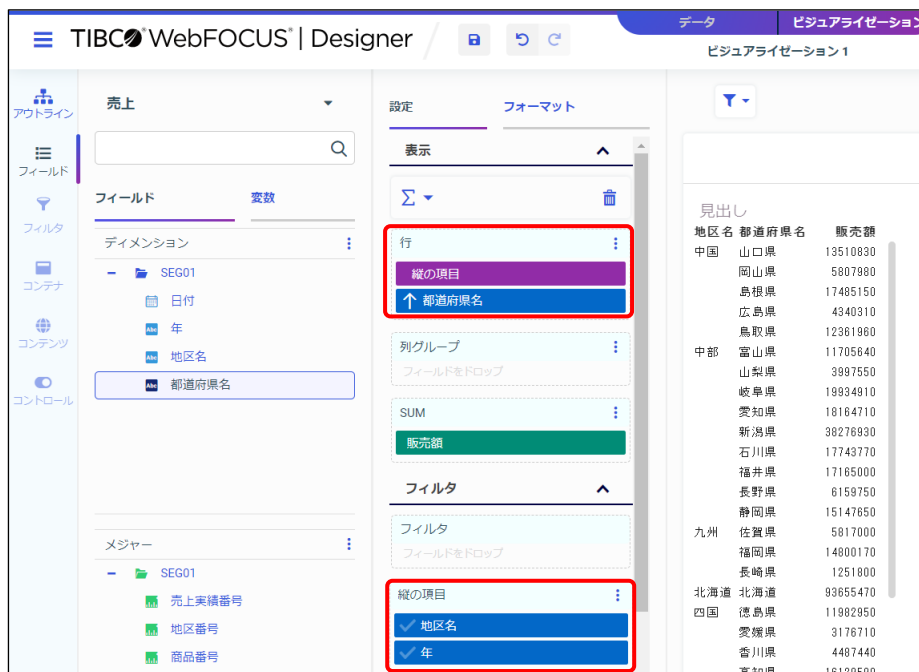 TIBCO WebFOCUS | Designer
データ
ビジュアライゼーション
ビジュアライゼーション 1
アウトライン
フィールド
フィルタ
コンテナ
コンテンツ
コントロール
売上
フィールド
変数
ディメンション
SEG01
日付
年
地区名
都道府県名
メジャー
SEG01
売上実績番号
地区番号
商品番号
設定
フォーマット
表示
行
縦の項目
都道府県名
列グループ
フィールドをドロップ
SUM
販売額
フィルタ
フィルタ
フィールドをドロップ
縦の項目
地区名
年
見出し
地区名 都道府県名 販売額
中国 山口県 13510830
岡山県 5807980
島根県 17485150
広島県 4340310
鳥取県 12361960
中部 富山県 11705640
山梨県 3997550
岐阜県 19934910
愛知県 18164710
新潟県 38276930
石川県 17743770
福井県 17165000
長野県 6159750
静岡県 15147650
九州 佐賀県 5817000
福岡県 14800170
長崎県 1251800
北海道 北海道 93655470
四国 徳島県 11982950
愛媛県 3176710
香川県 4487440